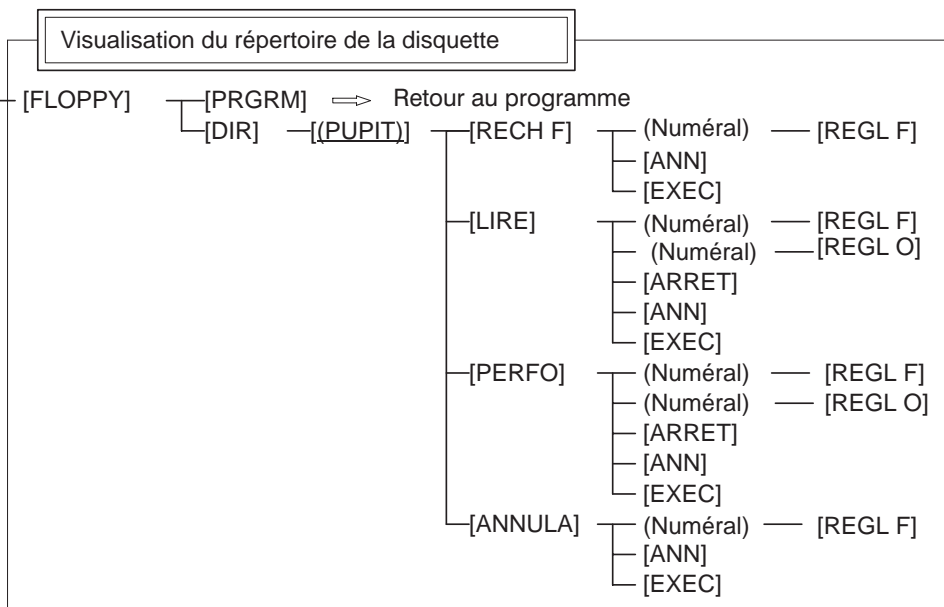 Visualisation du répertoire de la disquette
[FLOPPY] [PRGRM] ⇨ Retour au programme
[DIR] [(PUPIT)] [RECH F] (Numéral) [REGL F]
[ANN]
[EXEC]
[LIRE] (Numéral) [REGL F]
(Numéral) [REGL O]
[ARRET]
[ANN]
[EXEC]
[PERFO] (Numéral) [REGL F]
(Numéral) [REGL O]
[ARRET]
[ANN]
[EXEC]
[ANNULA] (Numéral) [REGL F]
[ANN]
[EXEC]